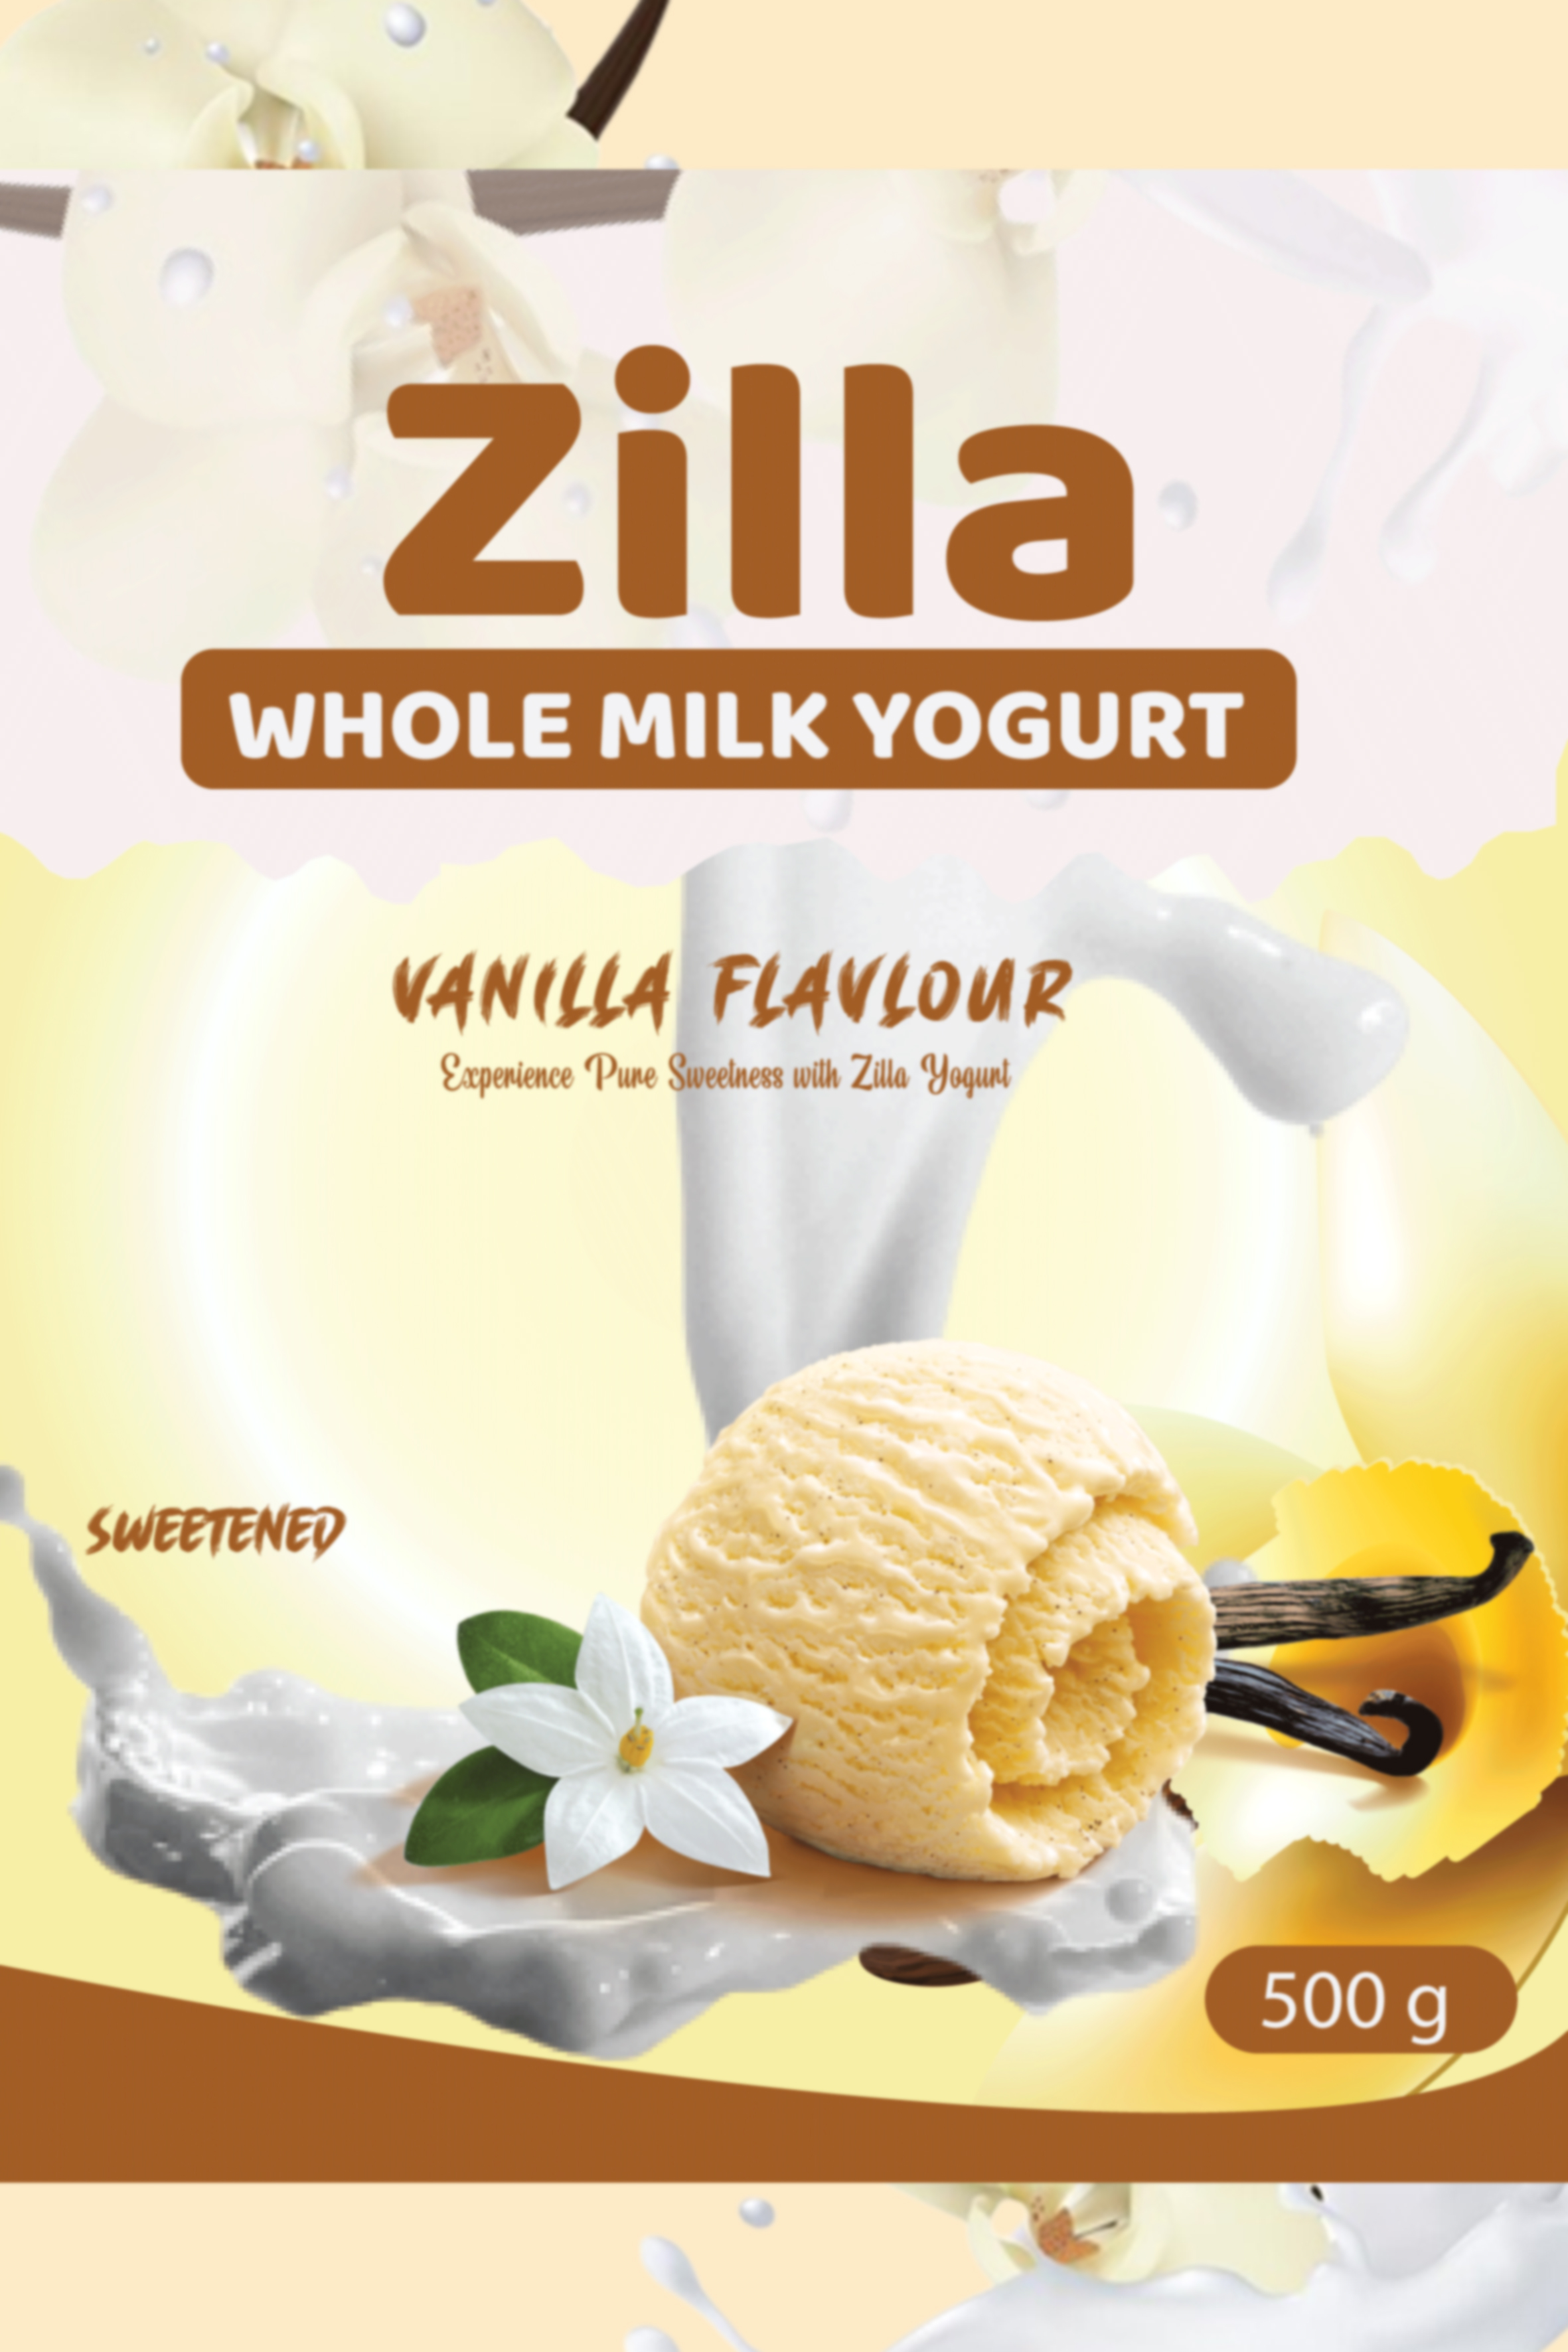 Zilla
WHOLE MILK YOGURT
VANILLA FLAVLOUR
Experience Pure Sweetness with Zilla Yogurt
SWEETENED
500 g